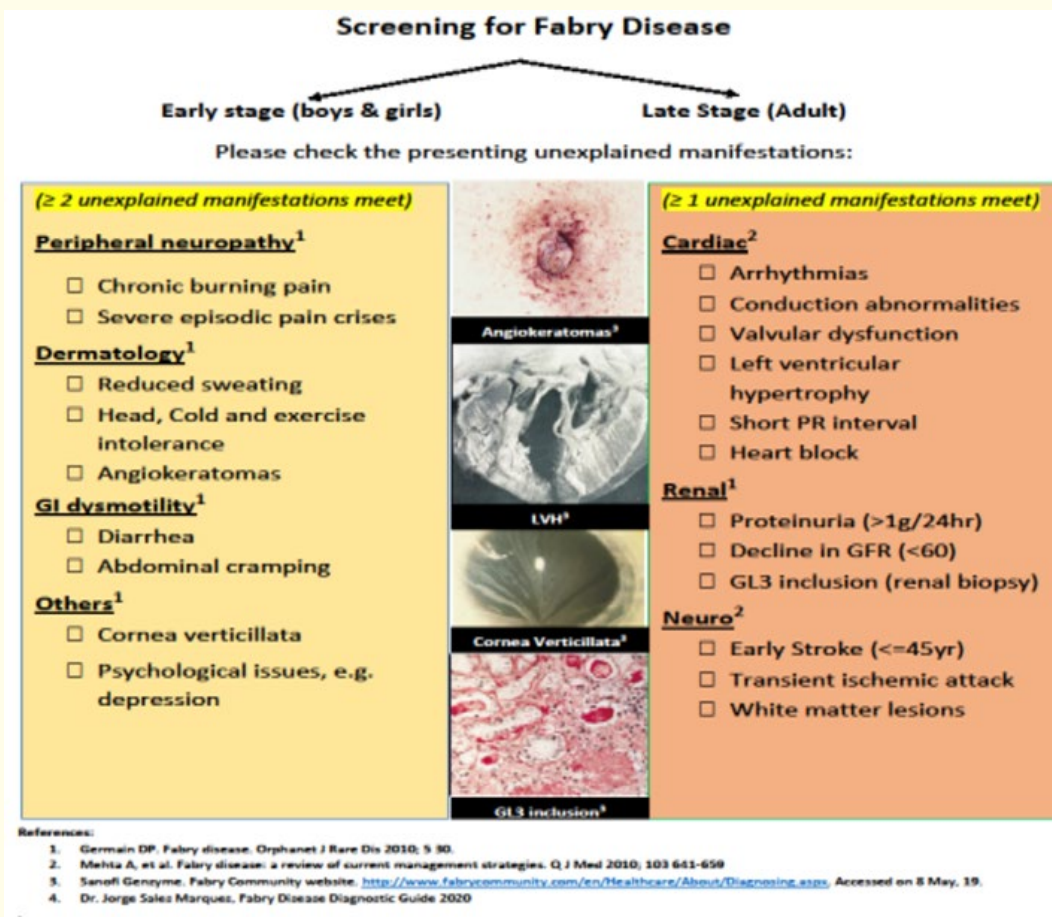 Screening for Fabry Disease
Early stage (boys & girls)
Late Stage (Adult)
Please check the presenting unexplained manifestations:
(≥ 2 unexplained manifestations meet)
Peripheral neuropathy1
☐ Chronic burning pain
☐ Severe episodic pain crises
Dermatology1
☐ Reduced sweating
☐ Head, Cold and exercise
intolerance
☐ Angiokeratomas
GI dysmotility1
☐ Diarrhea
☐ Abdominal cramping
Others1
☐ Cornea verticillata
☐ Psychological issues, e.g.
depression
Angiokeratomas3
LVH3
Cornea Verticillata3
GL3 inclusion3
(≥ 1 unexplained manifestations meet)
Cardiac2
☐ Arrhythmias
☐ Conduction abnormalities
☐ Valvular dysfunction
☐ Left ventricular
hypertrophy
☐ Short PR interval
☐ Heart block
Renal1
☐ Proteinuria (>1g/24hr)
☐ Decline in GFR (<60)
☐ GL3 inclusion (renal biopsy)
Neuro2
☐ Early Stroke (<=45yr)
☐ Transient ischemic attack
☐ White matter lesions
References:
1. Germain DP. Fabry disease. Orphanet J Rare Dis 2010; 5 30.
2. Mehta A, et al. Fabry disease: a review of current management strategies. Q J Med 2010; 103 641-659
3. Sanofi Genzyme. Fabry Community website. http://www.fabrycommunity.com/en/Healthcare/About/Diagnosing.aspx. Accessed on 8 May, 19.
4. Dr. Jorge Sales Marques, Fabry Disease Diagnostic Guide 2020